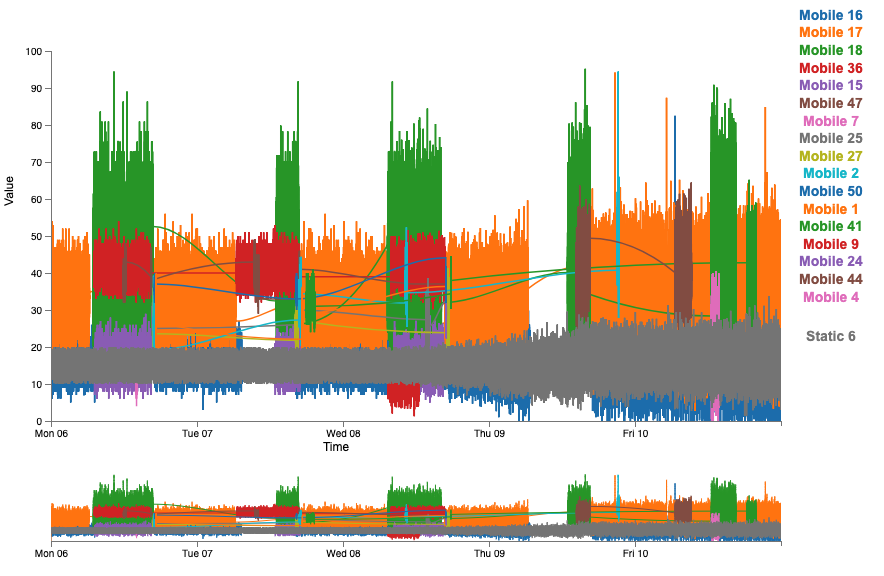 Mobile 16
Mobile 17
Mobile 18
Mobile 36
Mobile 15
Mobile 47
Mobile 7
Mobile 25
Mobile 27
Mobile 2
Mobile 50
Mobile 1
Mobile 41
Mobile 9
Mobile 24
Mobile 44
Mobile 4
Static 6
Value
100
90
80
70
60
50
40
30
20
10
0
Mon 06 Tue 07 Wed 08 Thu 09 Fri 10
Time
Mon 06 Tue 07 Wed 08 Thu 09 Fri 10